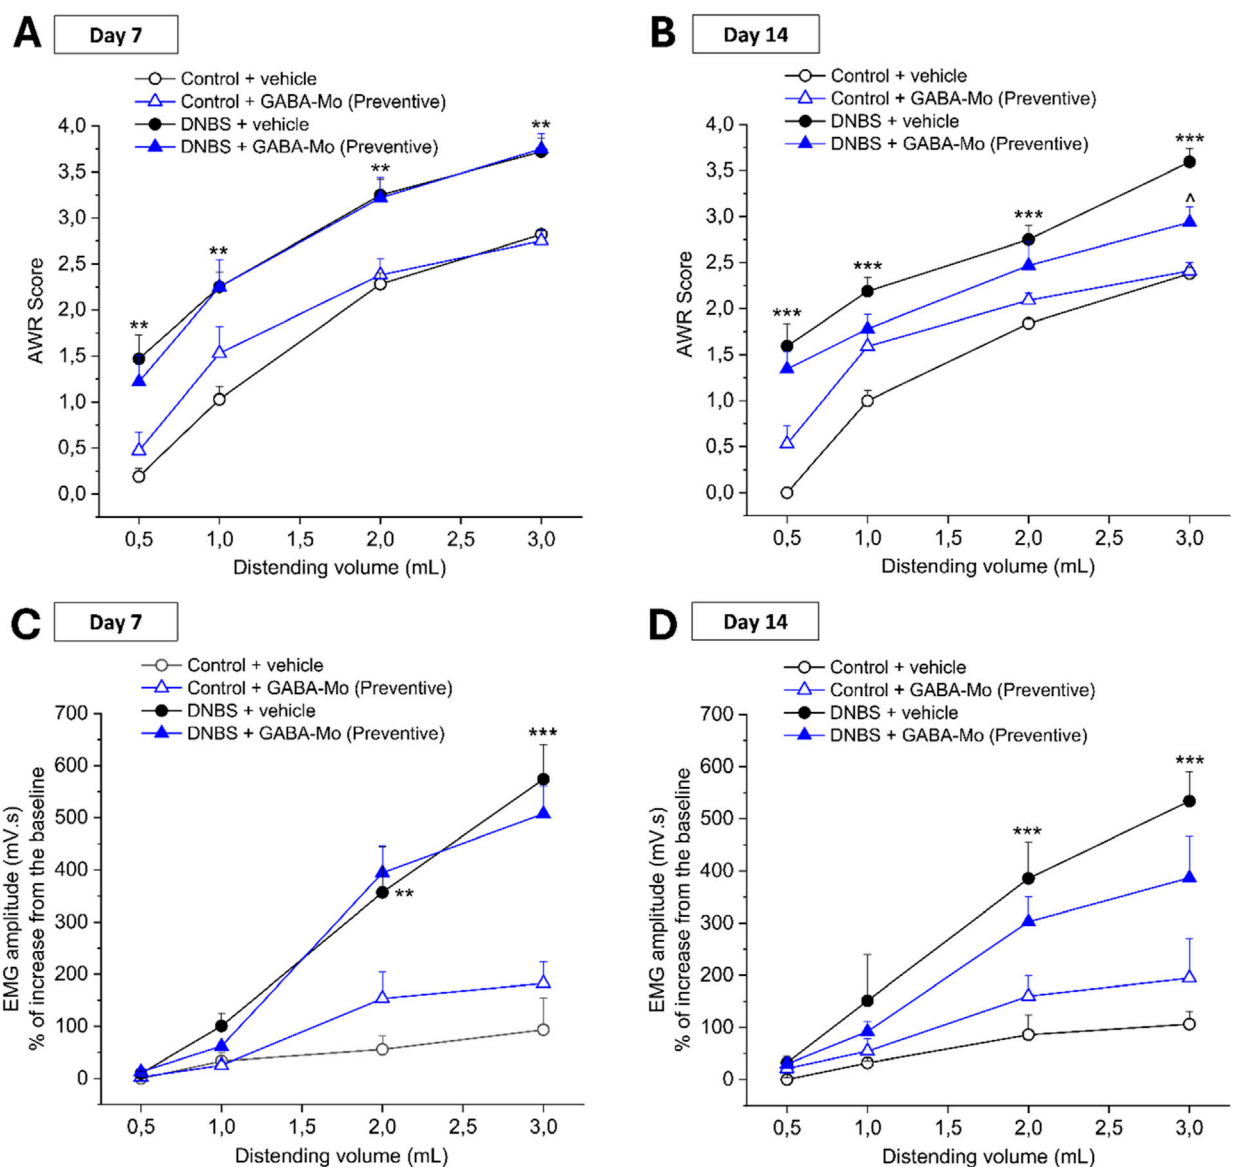 A Day 7
Control + vehicle
Control + GABA-Mo (Preventive)
DNBS + vehicle
DNBS + GABA-Mo (Preventive)
AWR Score
4,0
3,5
3,0
2,5
2,0
1,5
1,0
0,5
0,0
** ** ** **
0,5 1,0 1,5 2,0 2,5 3,0
Distending volume (mL)
B Day 14
Control + vehicle
Control + GABA-Mo (Preventive)
DNBS + vehicle
DNBS + GABA-Mo (Preventive)
AWR Score
4,0
3,5
3,0
2,5
2,0
1,5
1,0
0,5
0,0
*** *** *** ***
^
0,5 1,0 1,5 2,0 2,5 3,0
Distending volume (mL)
C Day 7
Control + vehicle
Control + GABA-Mo (Preventive)
DNBS + vehicle
DNBS + GABA-Mo (Preventive)
EMG amplitude (mV.s)
% of increase from the baseline
700
600
500
400
300
200
100
0
** ***
0,5 1,0 1,5 2,0 2,5 3,0
Distending volume (mL)
D Day 14
Control + vehicle
Control + GABA-Mo (Preventive)
DNBS + vehicle
DNBS + GABA-Mo (Preventive)
EMG amplitude (mV.s)
% of increase from the baseline
700
600
500
400
300
200
100
0
*** ***
0,5 1,0 1,5 2,0 2,5 3,0
Distending volume (mL)